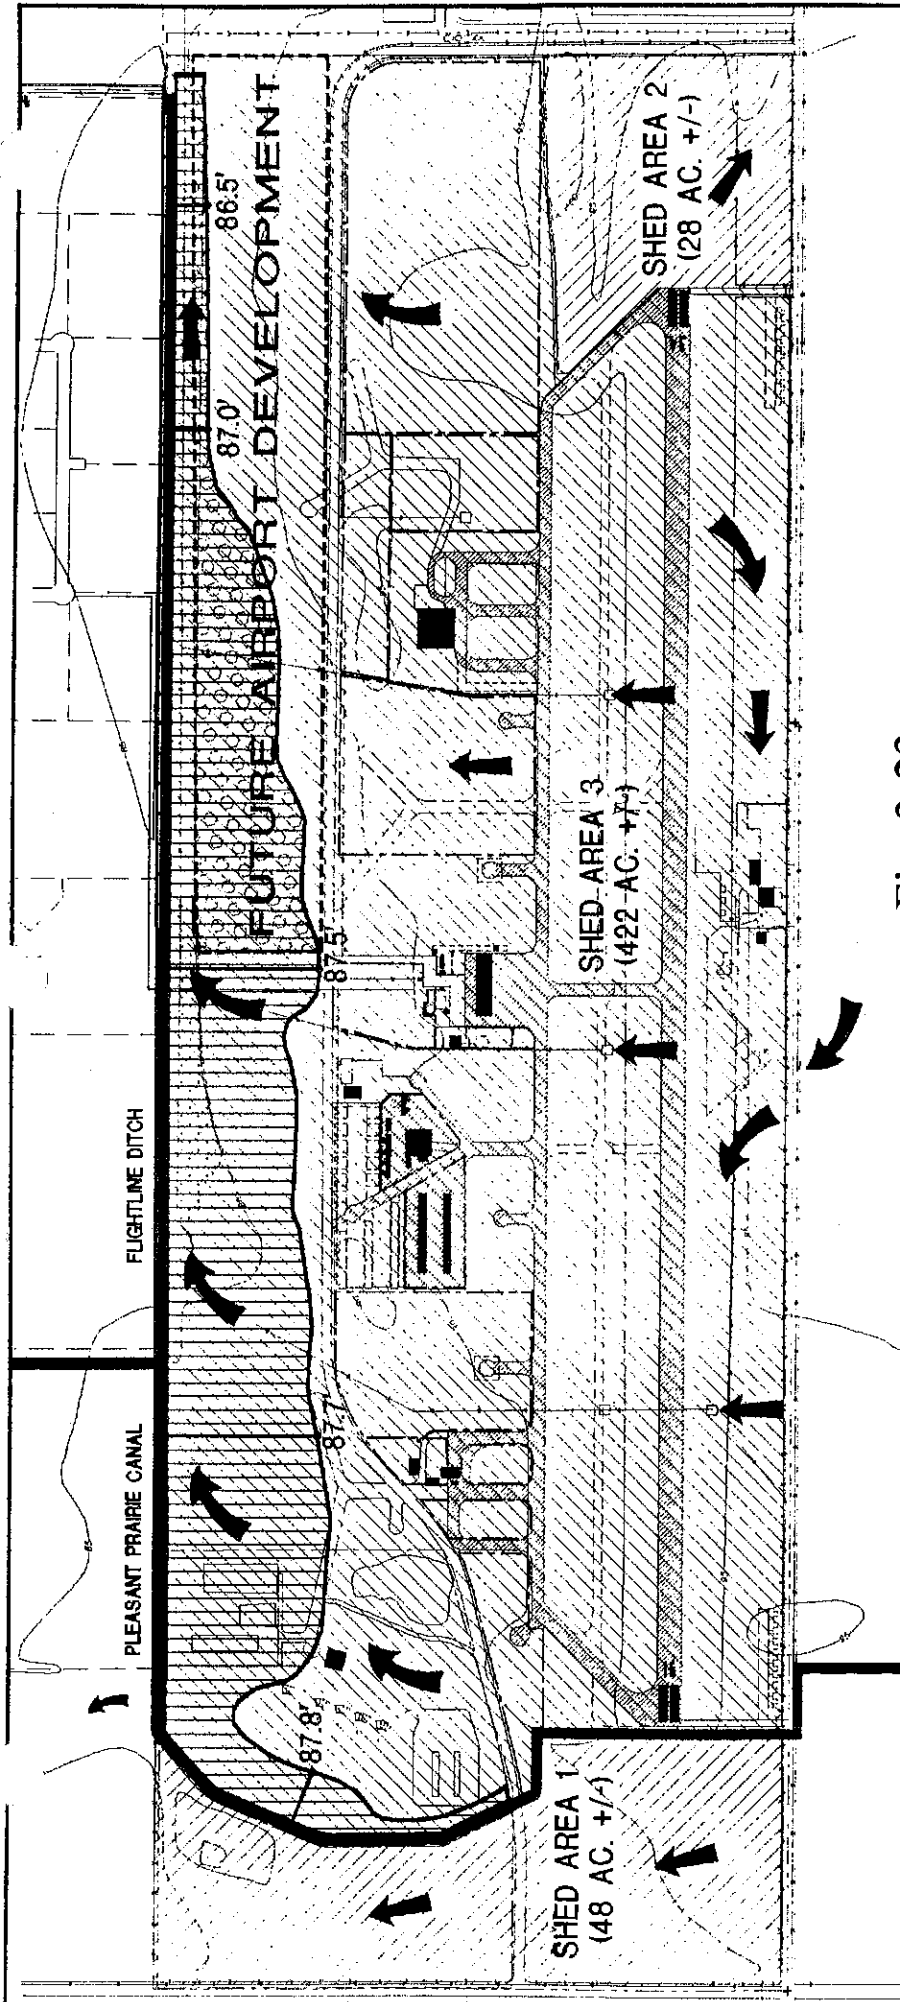 PLEASANT PRAIRIE CANAL
FLIGHTLINE DITCH
FUTURE AIRPORT DEVELOPMENT
87.8'
87.7'
87.5'
87.0'
86.5'
SHED AREA 1
(48 AC. +/-)
SHED AREA 3
(422 AC. +/-)
SHED AREA 2
(28 AC. +/-)